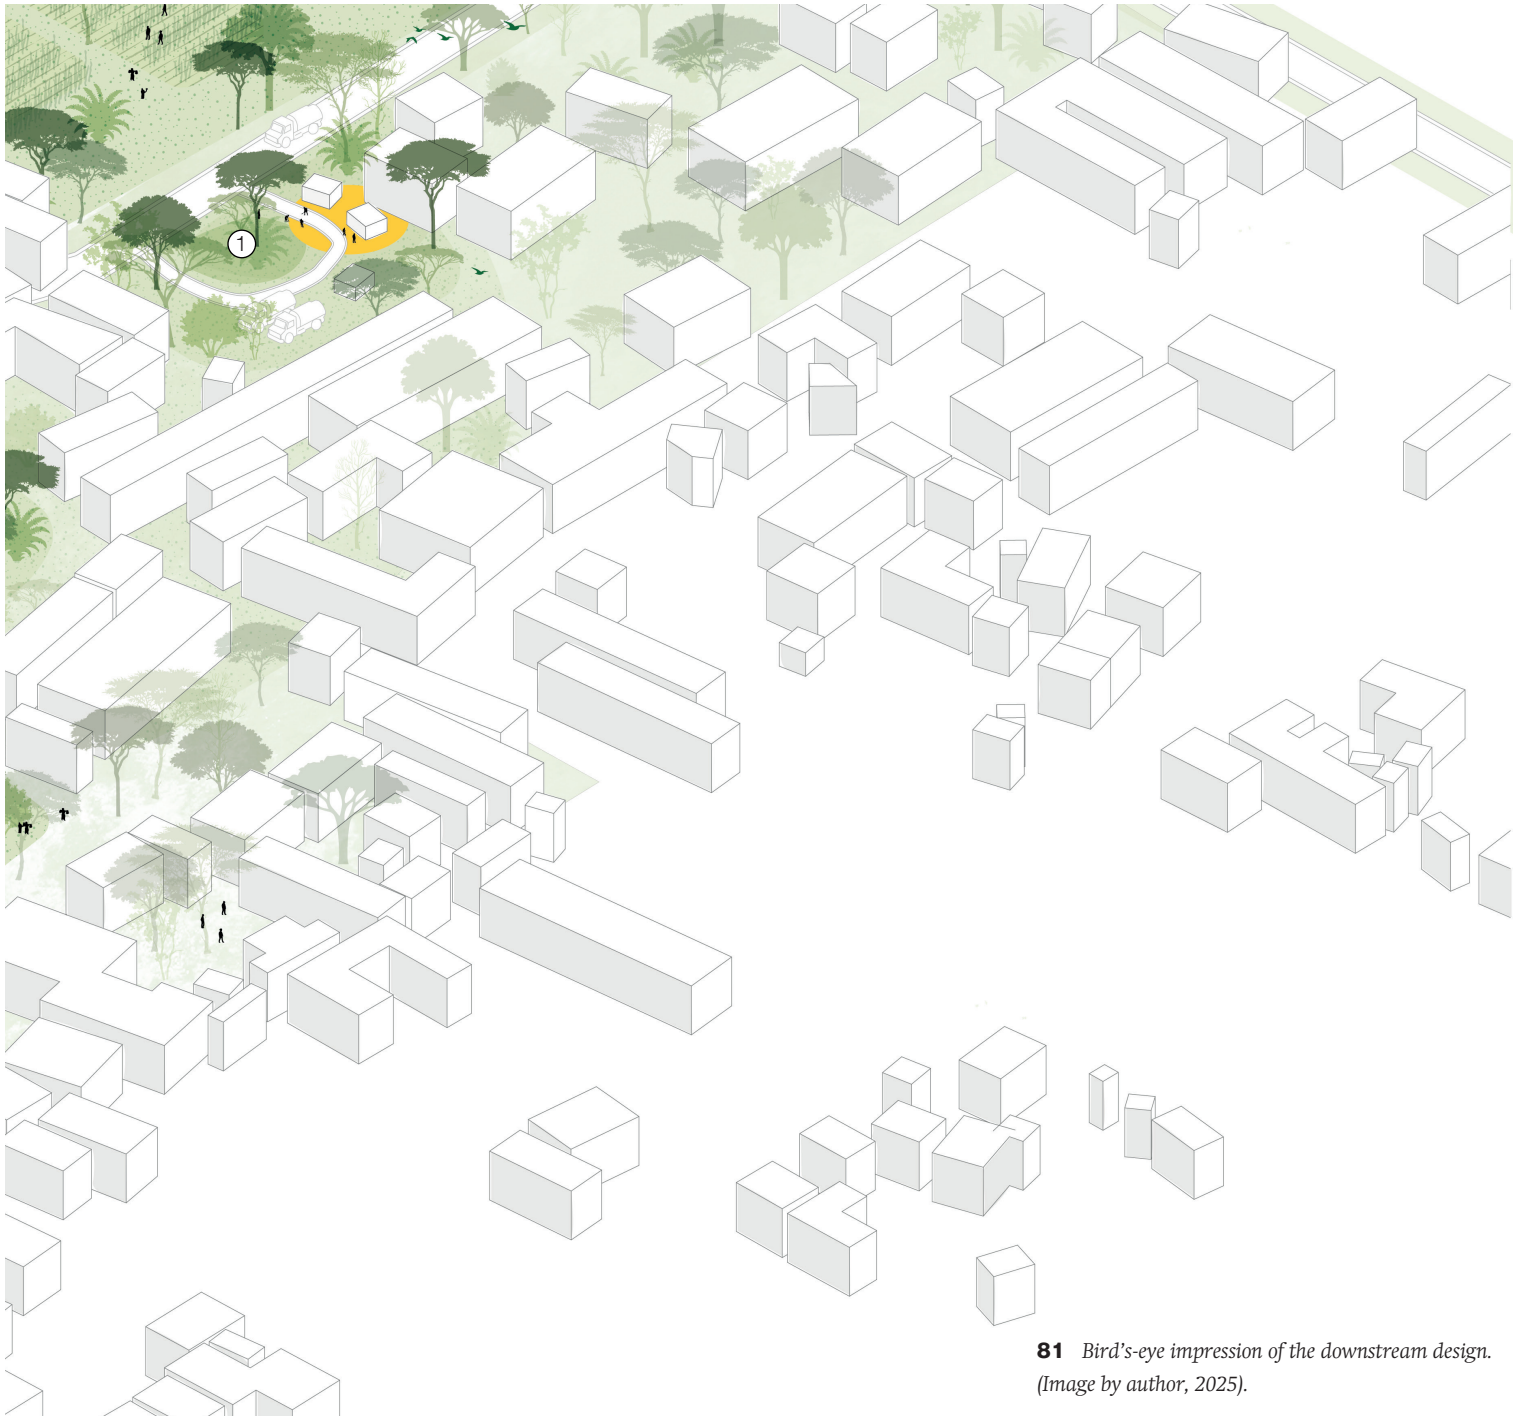 1
81 Bird's-eye impression of the downstream design.
(Image by author, 2025).